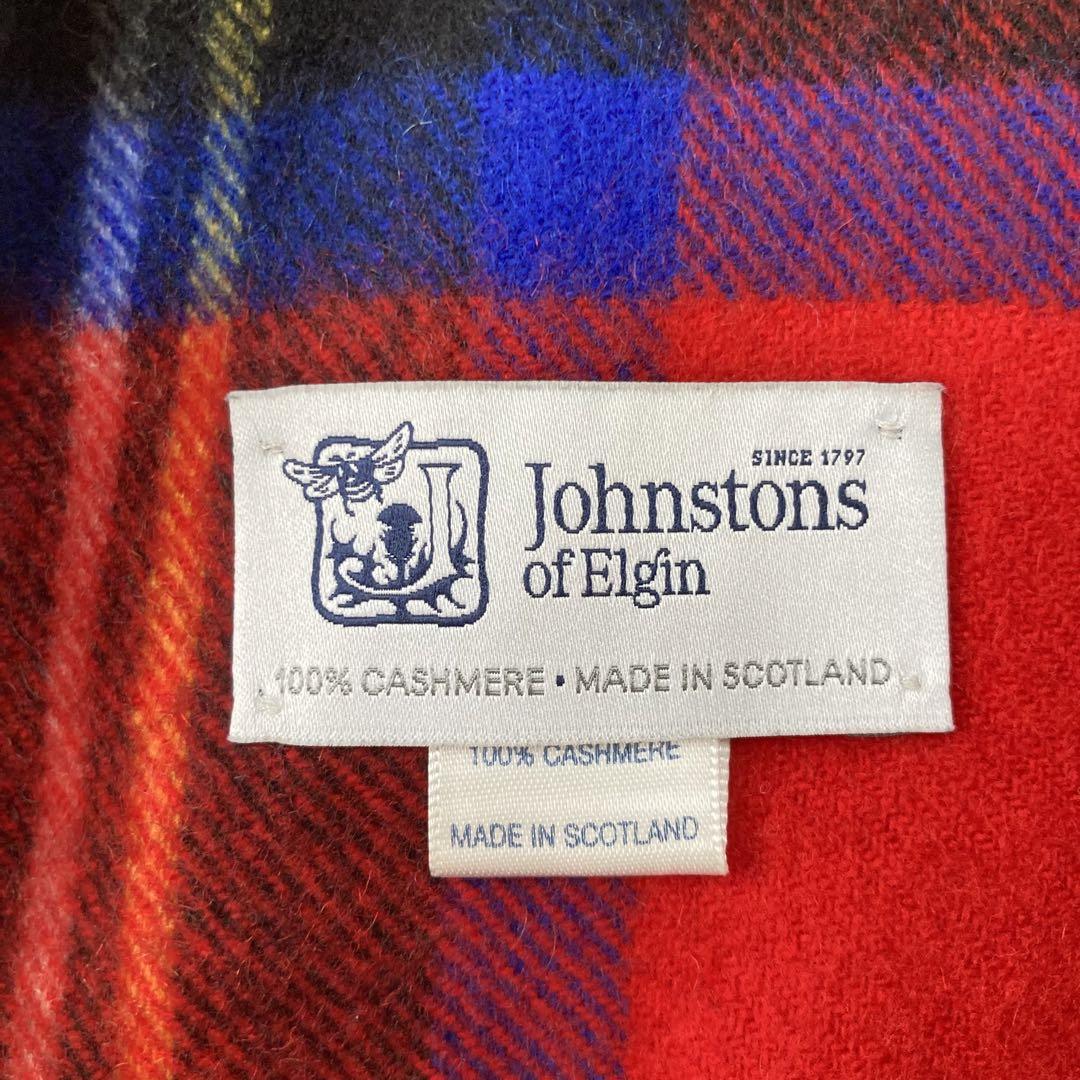 SINCE 1797
Johnstons
of Elgin
100% CASHMERE • MADE IN SCOTLAND
100% CASHMERE
MADE IN SCOTLAND